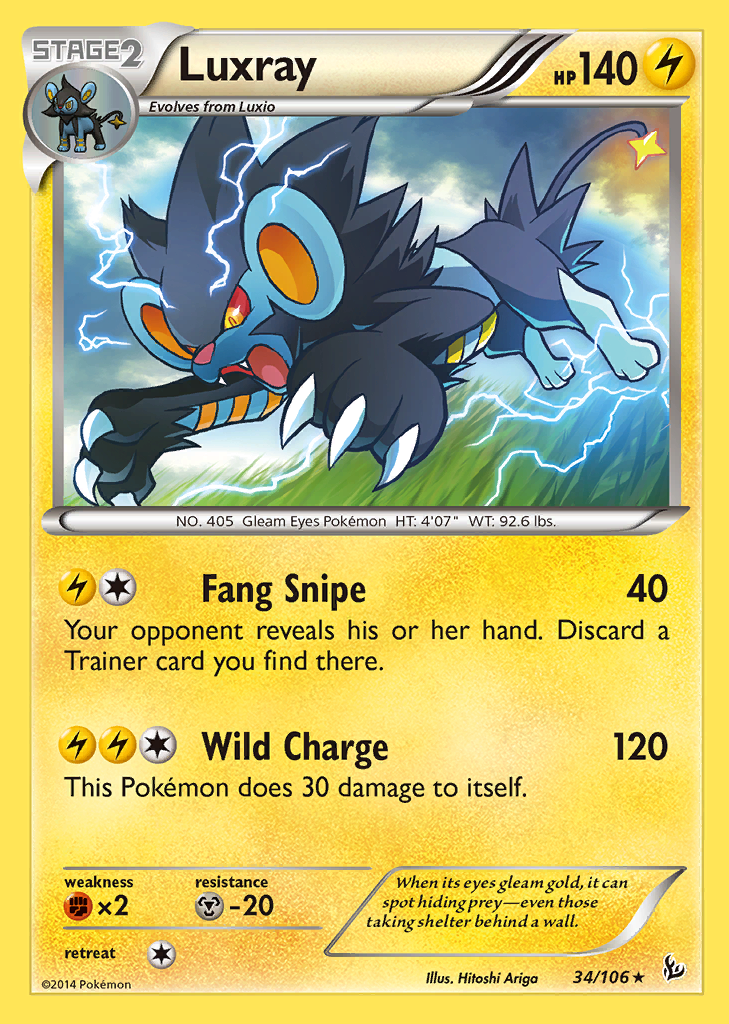 STAGE2
Luxray
HP140
Evolves from Luxio
NO. 405 Gleam Eyes Pokémon HT: 4'07" WT: 92.6 lbs.
Fang Snipe 40
Your opponent reveals his or her hand. Discard a
Trainer card you find there.
Wild Charge 120
This Pokémon does 30 damage to itself.
weakness resistance
×2 -20
retreat
When its eyes gleam gold, it can
spot hiding prey—even those
taking shelter behind a wall.
©2014 Pokémon
Illus. Hitoshi Ariga
34/106★